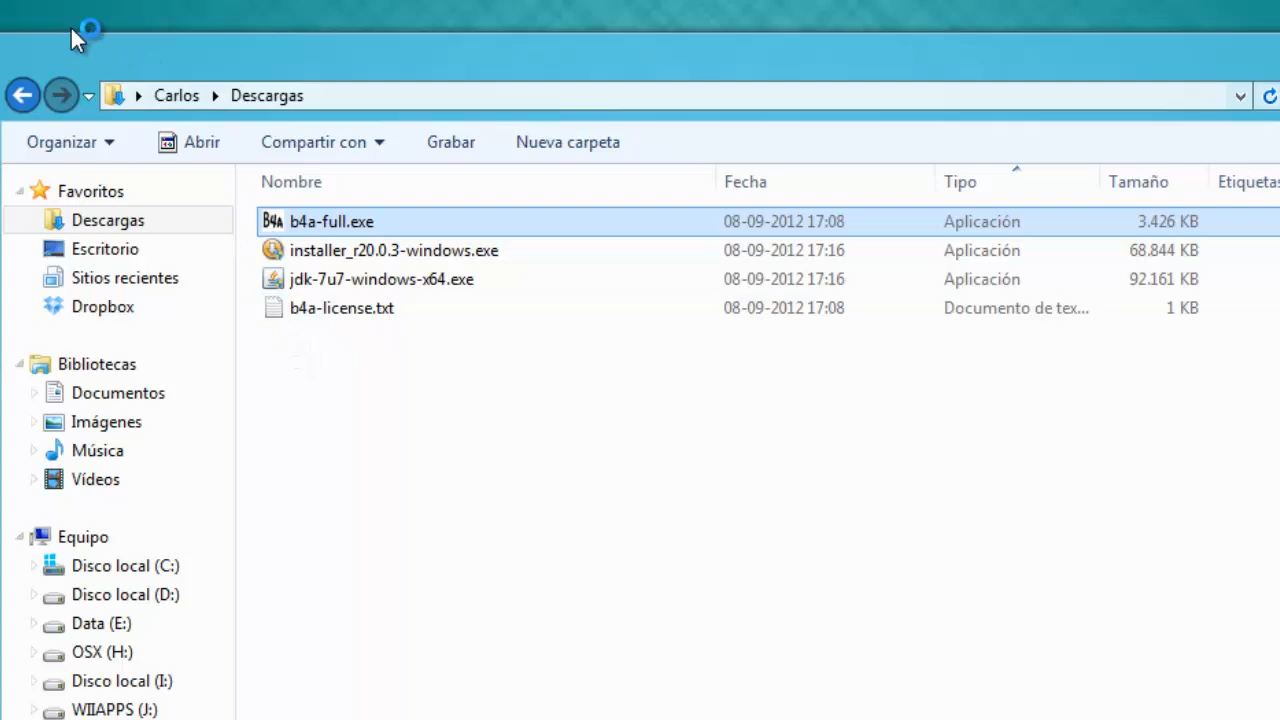 Carlos Descargas
Organizar Abrir Compartir con Grabar Nueva carpeta
Nombre Fecha Tipo Tamaño Etiquetas
B4A b4a-full.exe 08-09-2012 17:08 Aplicación 3.426 KB
installer_r20.0.3-windows.exe 08-09-2012 17:16 Aplicación 68.844 KB
jdk-7u7-windows-x64.exe 08-09-2012 17:16 Aplicación 92.161 KB
b4a-license.txt 08-09-2012 17:08 Documento de tex... 1 KB
Favoritos
Descargas
Escritorio
Sitios recientes
Dropbox
Bibliotecas
Documentos
Imágenes
Música
Vídeos
Equipo
Disco local (C:)
Disco local (D:)
Data (E:)
OSX (H:)
Disco local (I:)
WIIAPPS (J:)